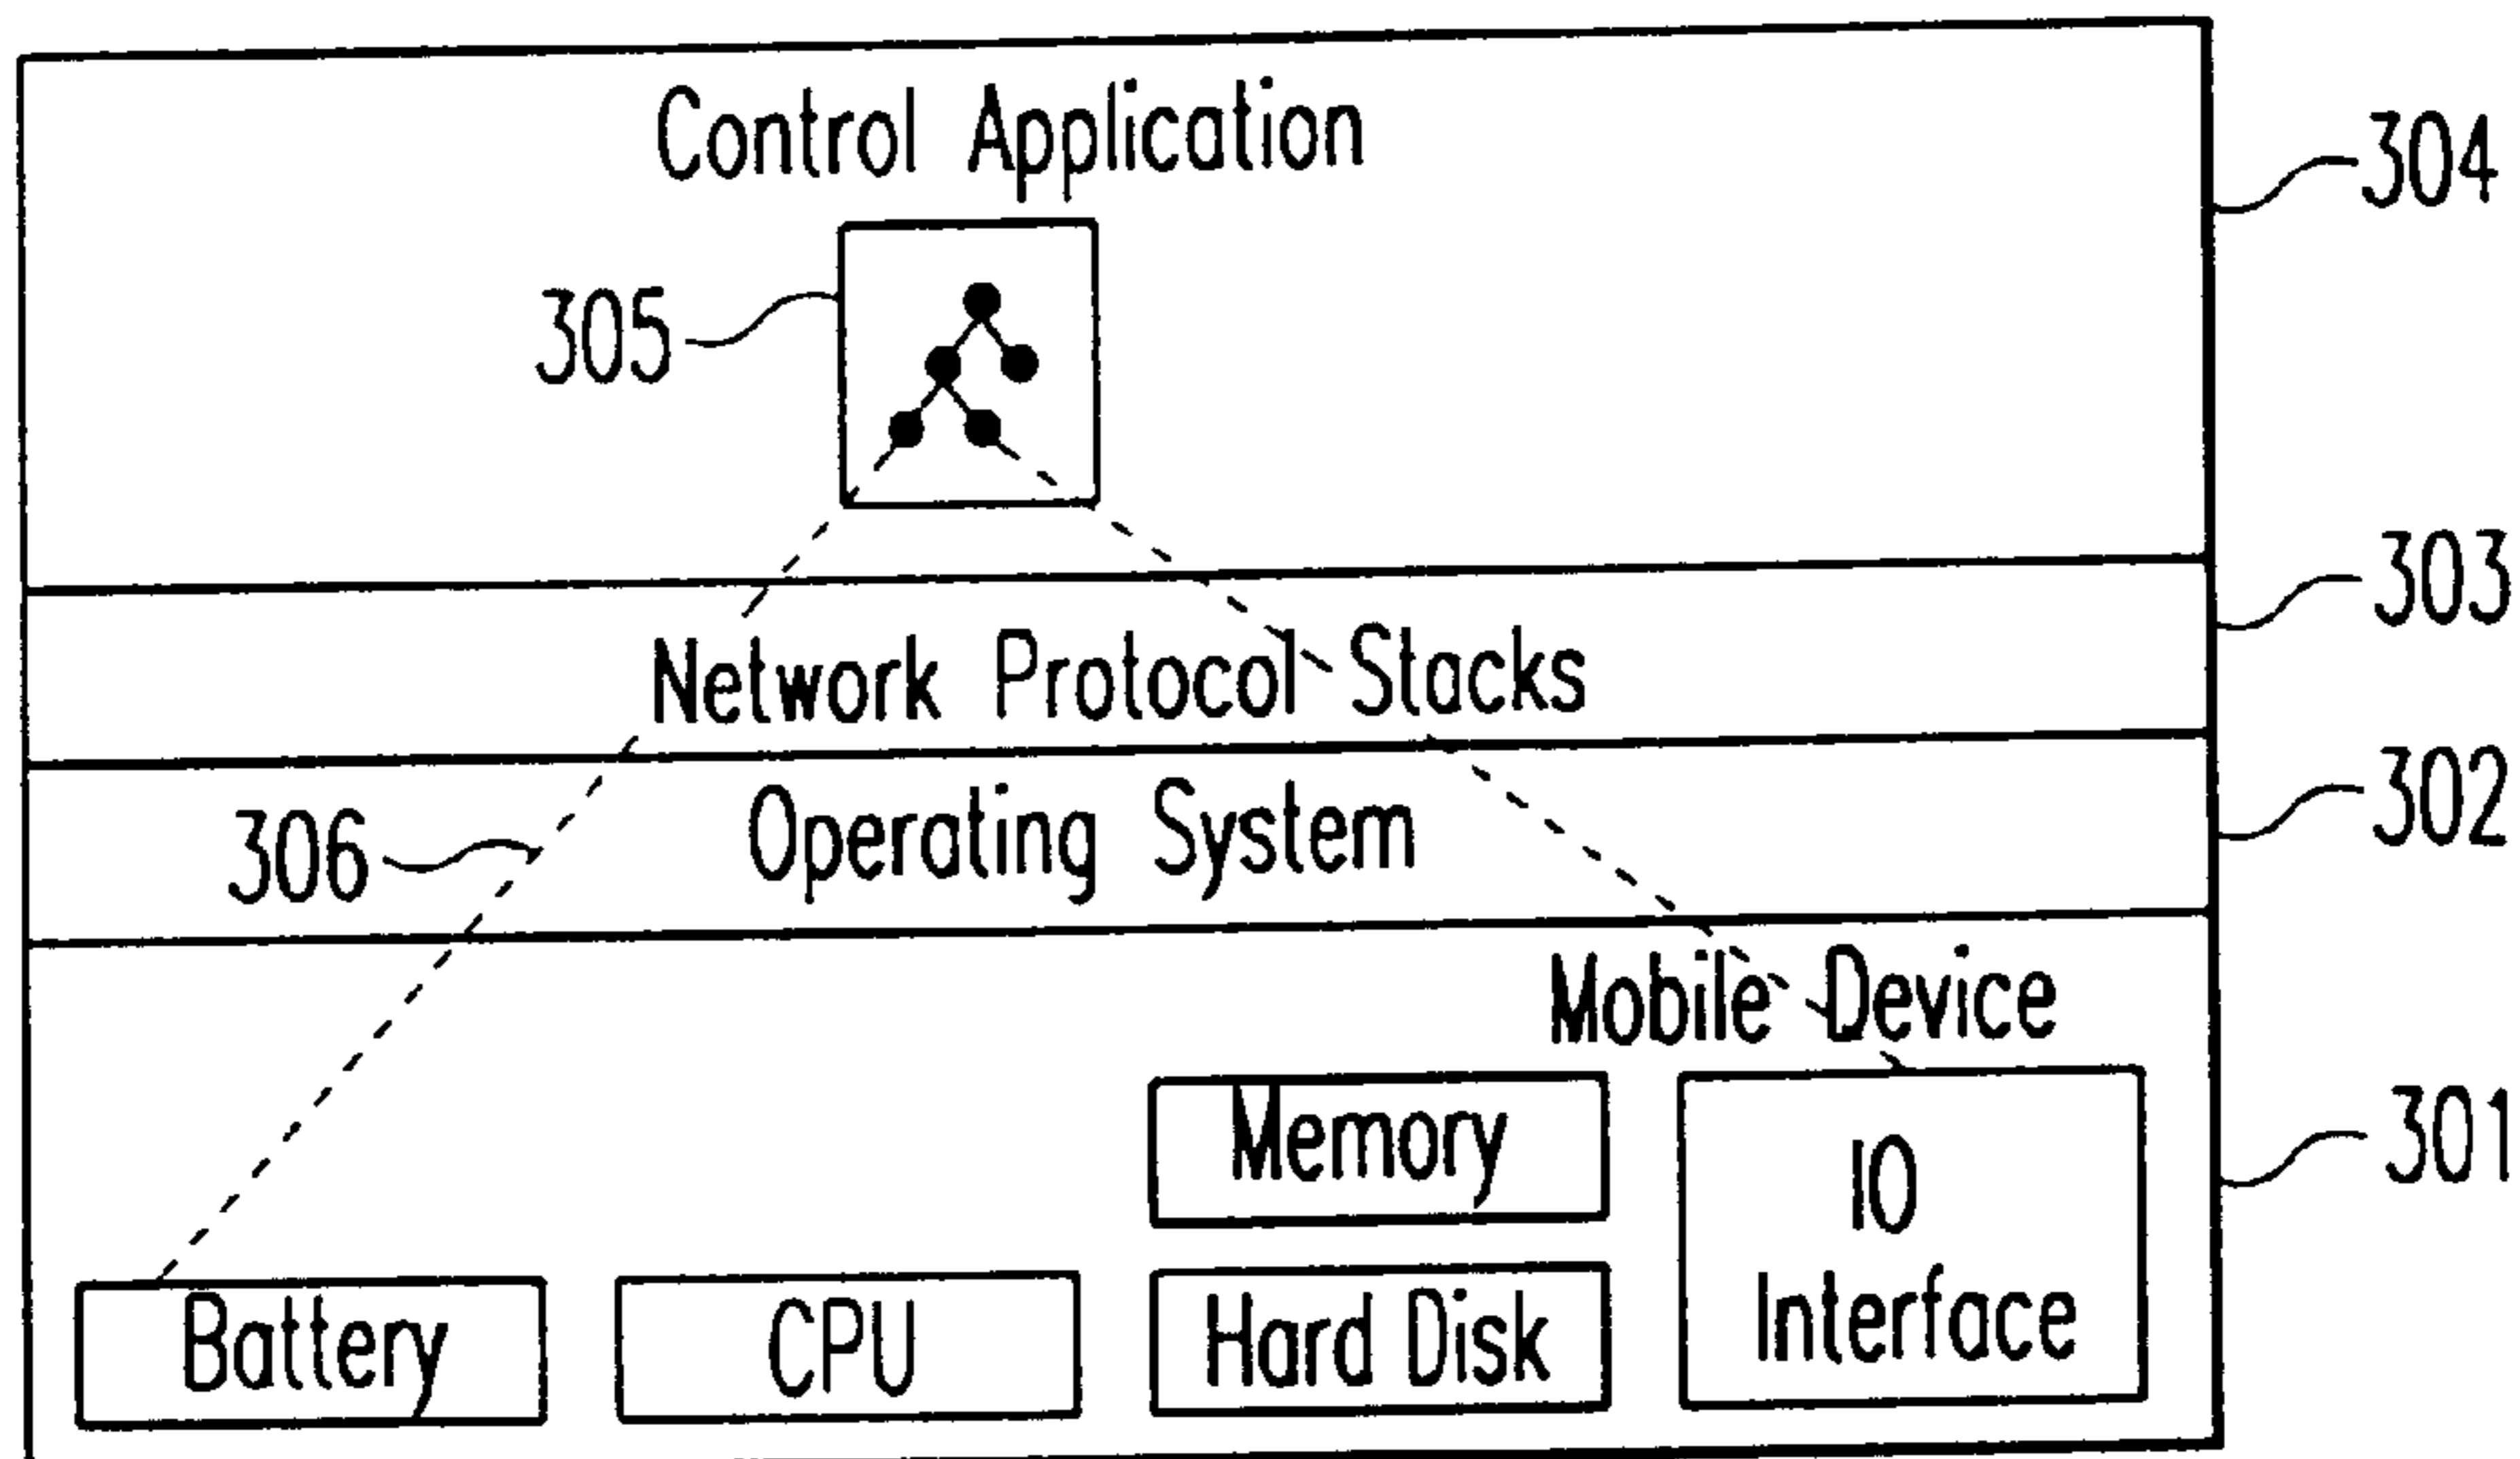 Control Application
304
305
303
Network Protocol Stacks
302
306
Operating System
Mobile Device
301
Memory
IO
Interface
Battery
CPU
Hard Disk